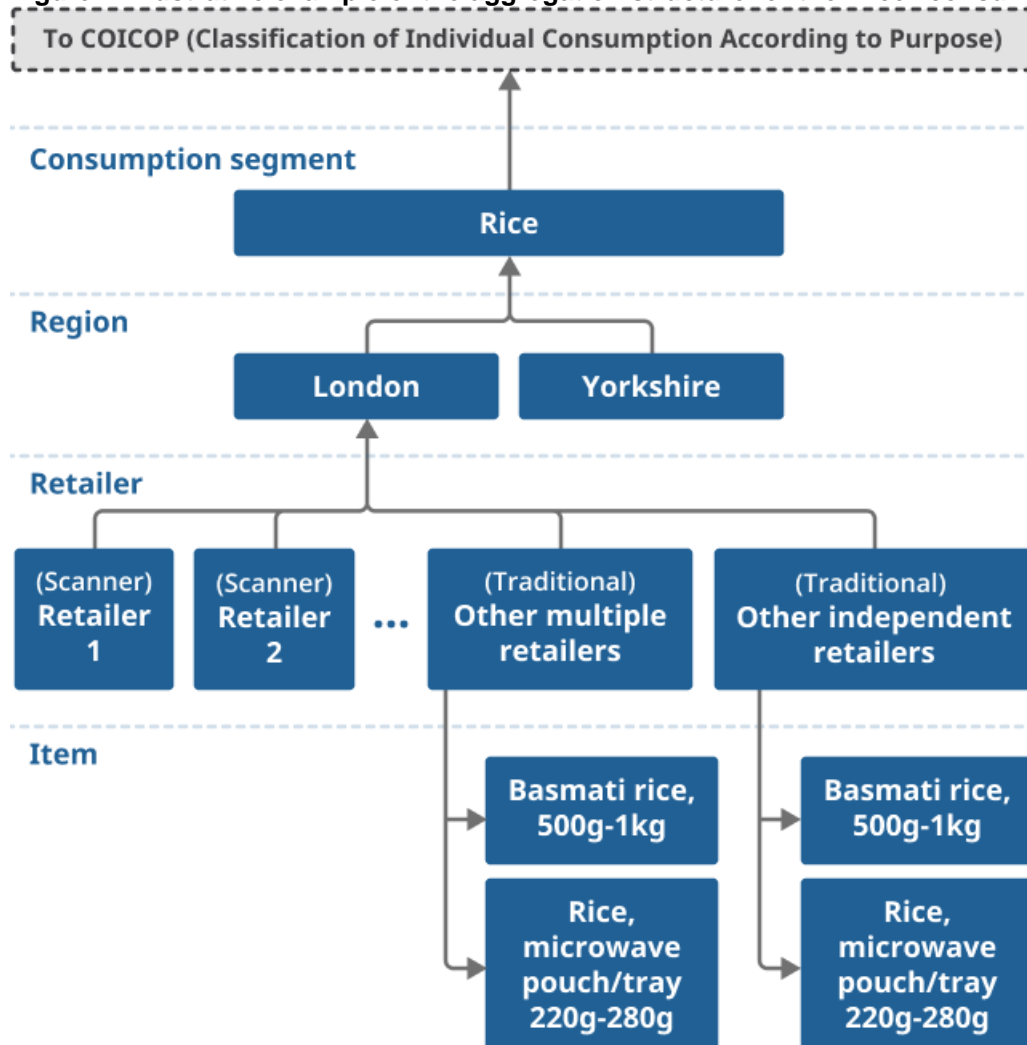 To COICOP (Classification of Individual Consumption According to Purpose)
Consumption segment
Rice
Region
London
Yorkshire
Retailer
(Scanner)
Retailer
1
(Scanner)
Retailer
2
...
(Traditional)
Other multiple
retailers
(Traditional)
Other independent
retailers
Item
Basmati rice,
500g-1kg
Basmati rice,
500g-1kg
Rice,
microwave
pouch/tray
220g-280g
Rice,
microwave
pouch/tray
220g-280g